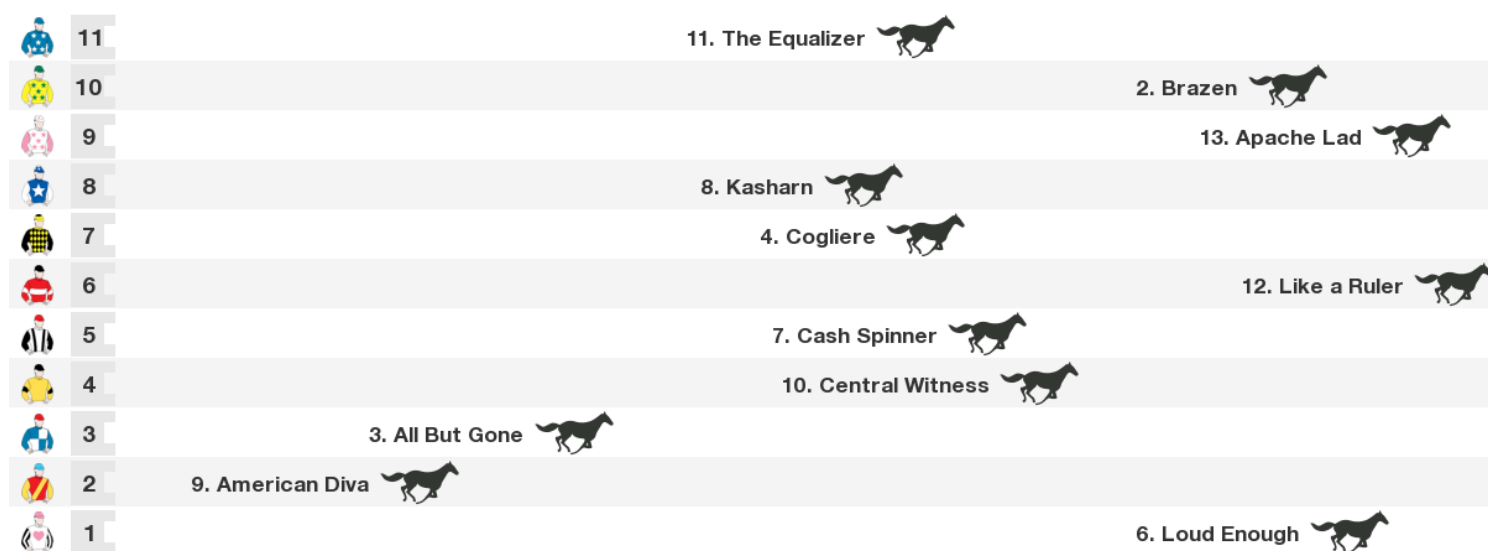 11 11. The Equalizer
10 2. Brazen
9 13. Apache Lad
8 8. Kasharn
7 4. Cogliere
6 12. Like a Ruler
5 7. Cash Spinner
4 10. Central Witness
3 3. All But Gone
2 9. American Diva
1 6. Loud Enough